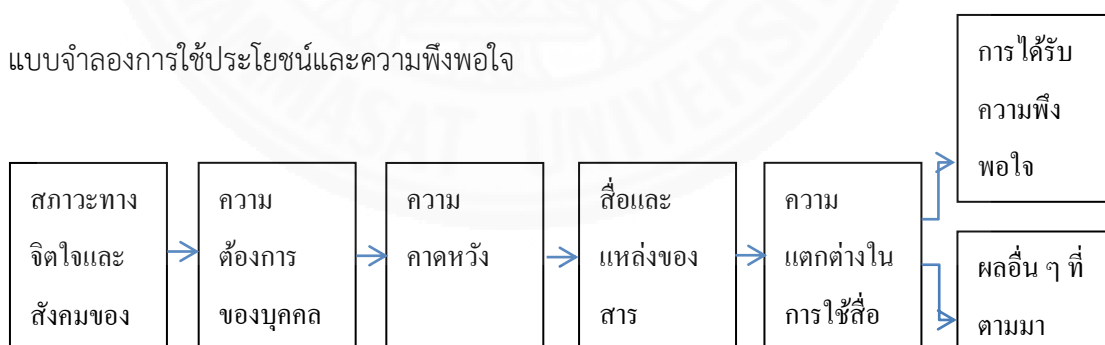 แบบจำลองการใช้ประโยชน์และความพึงพอใจ
สภาวะทาง
จิตใจและ
สังคมของ
ความ
ต้องการ
ของบุคคล
ความ
คาดหวัง
สื่อและ
แหล่งของ
สาร
ความ
แตกต่างใน
การใช้สื่อ
การได้รับ
ความพึง
พอใจ
ผลอื่น ๆ ที่
ตามมา